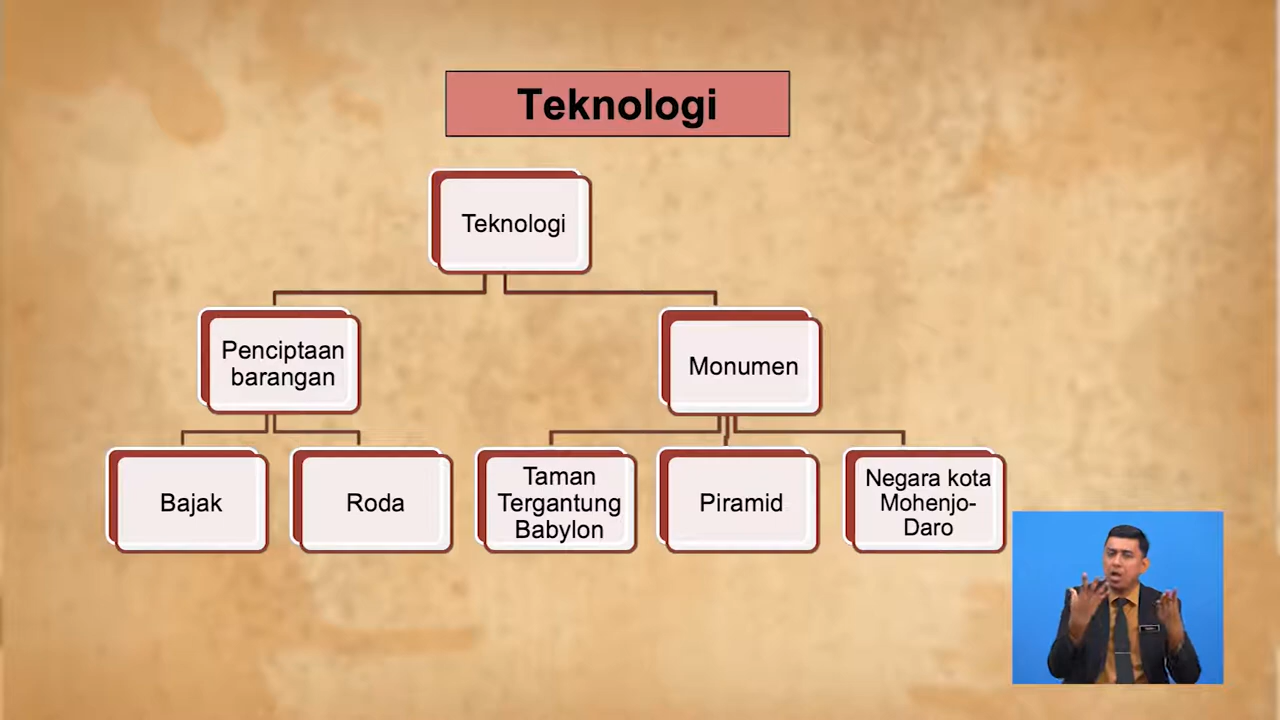 Teknologi
Teknologi
Penciptaan
barangan
Monumen
Bajak
Roda
Taman
Tergantung
Babylon
Piramid
Negara kota
Mohenjo-
Daro